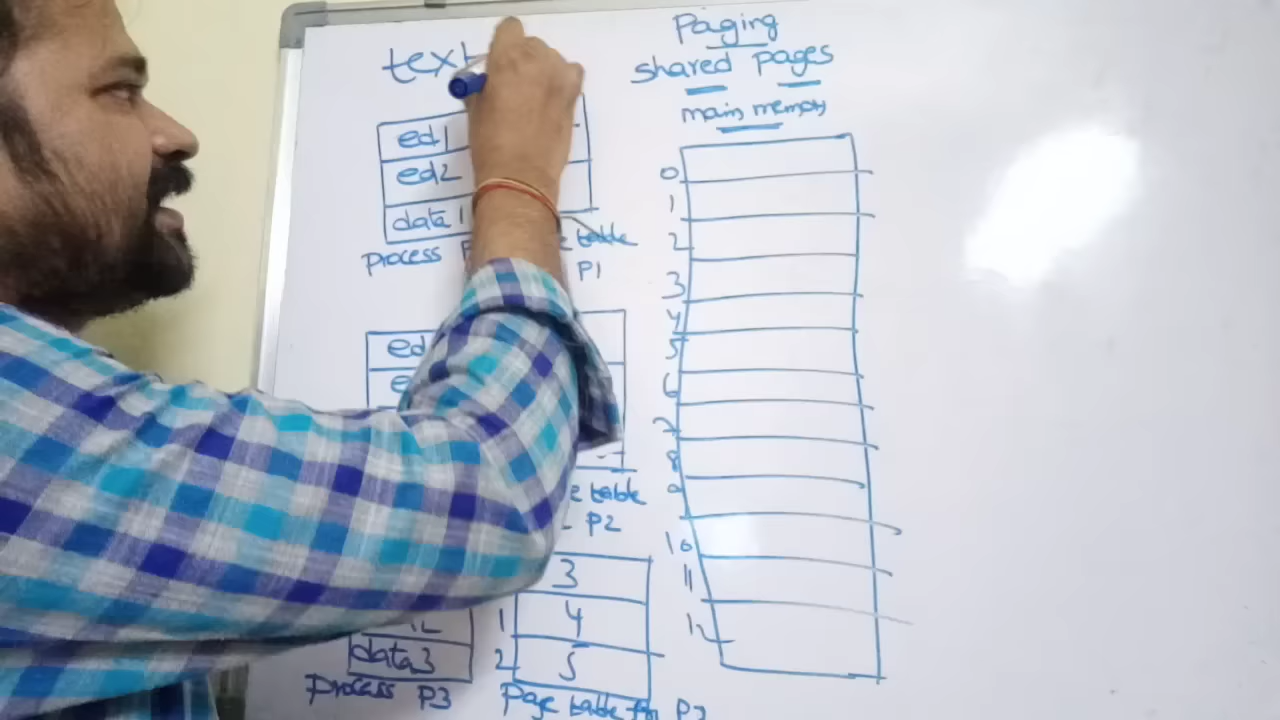 text
Paging
shared pages
main memory
ed1
ed2
data1
Process
table
P1
ed
table
P2
data3
Process P3
3
4
5
1
2
Page table for P3
0
1
2
3
4
5
6
7
8
9
10
11
12